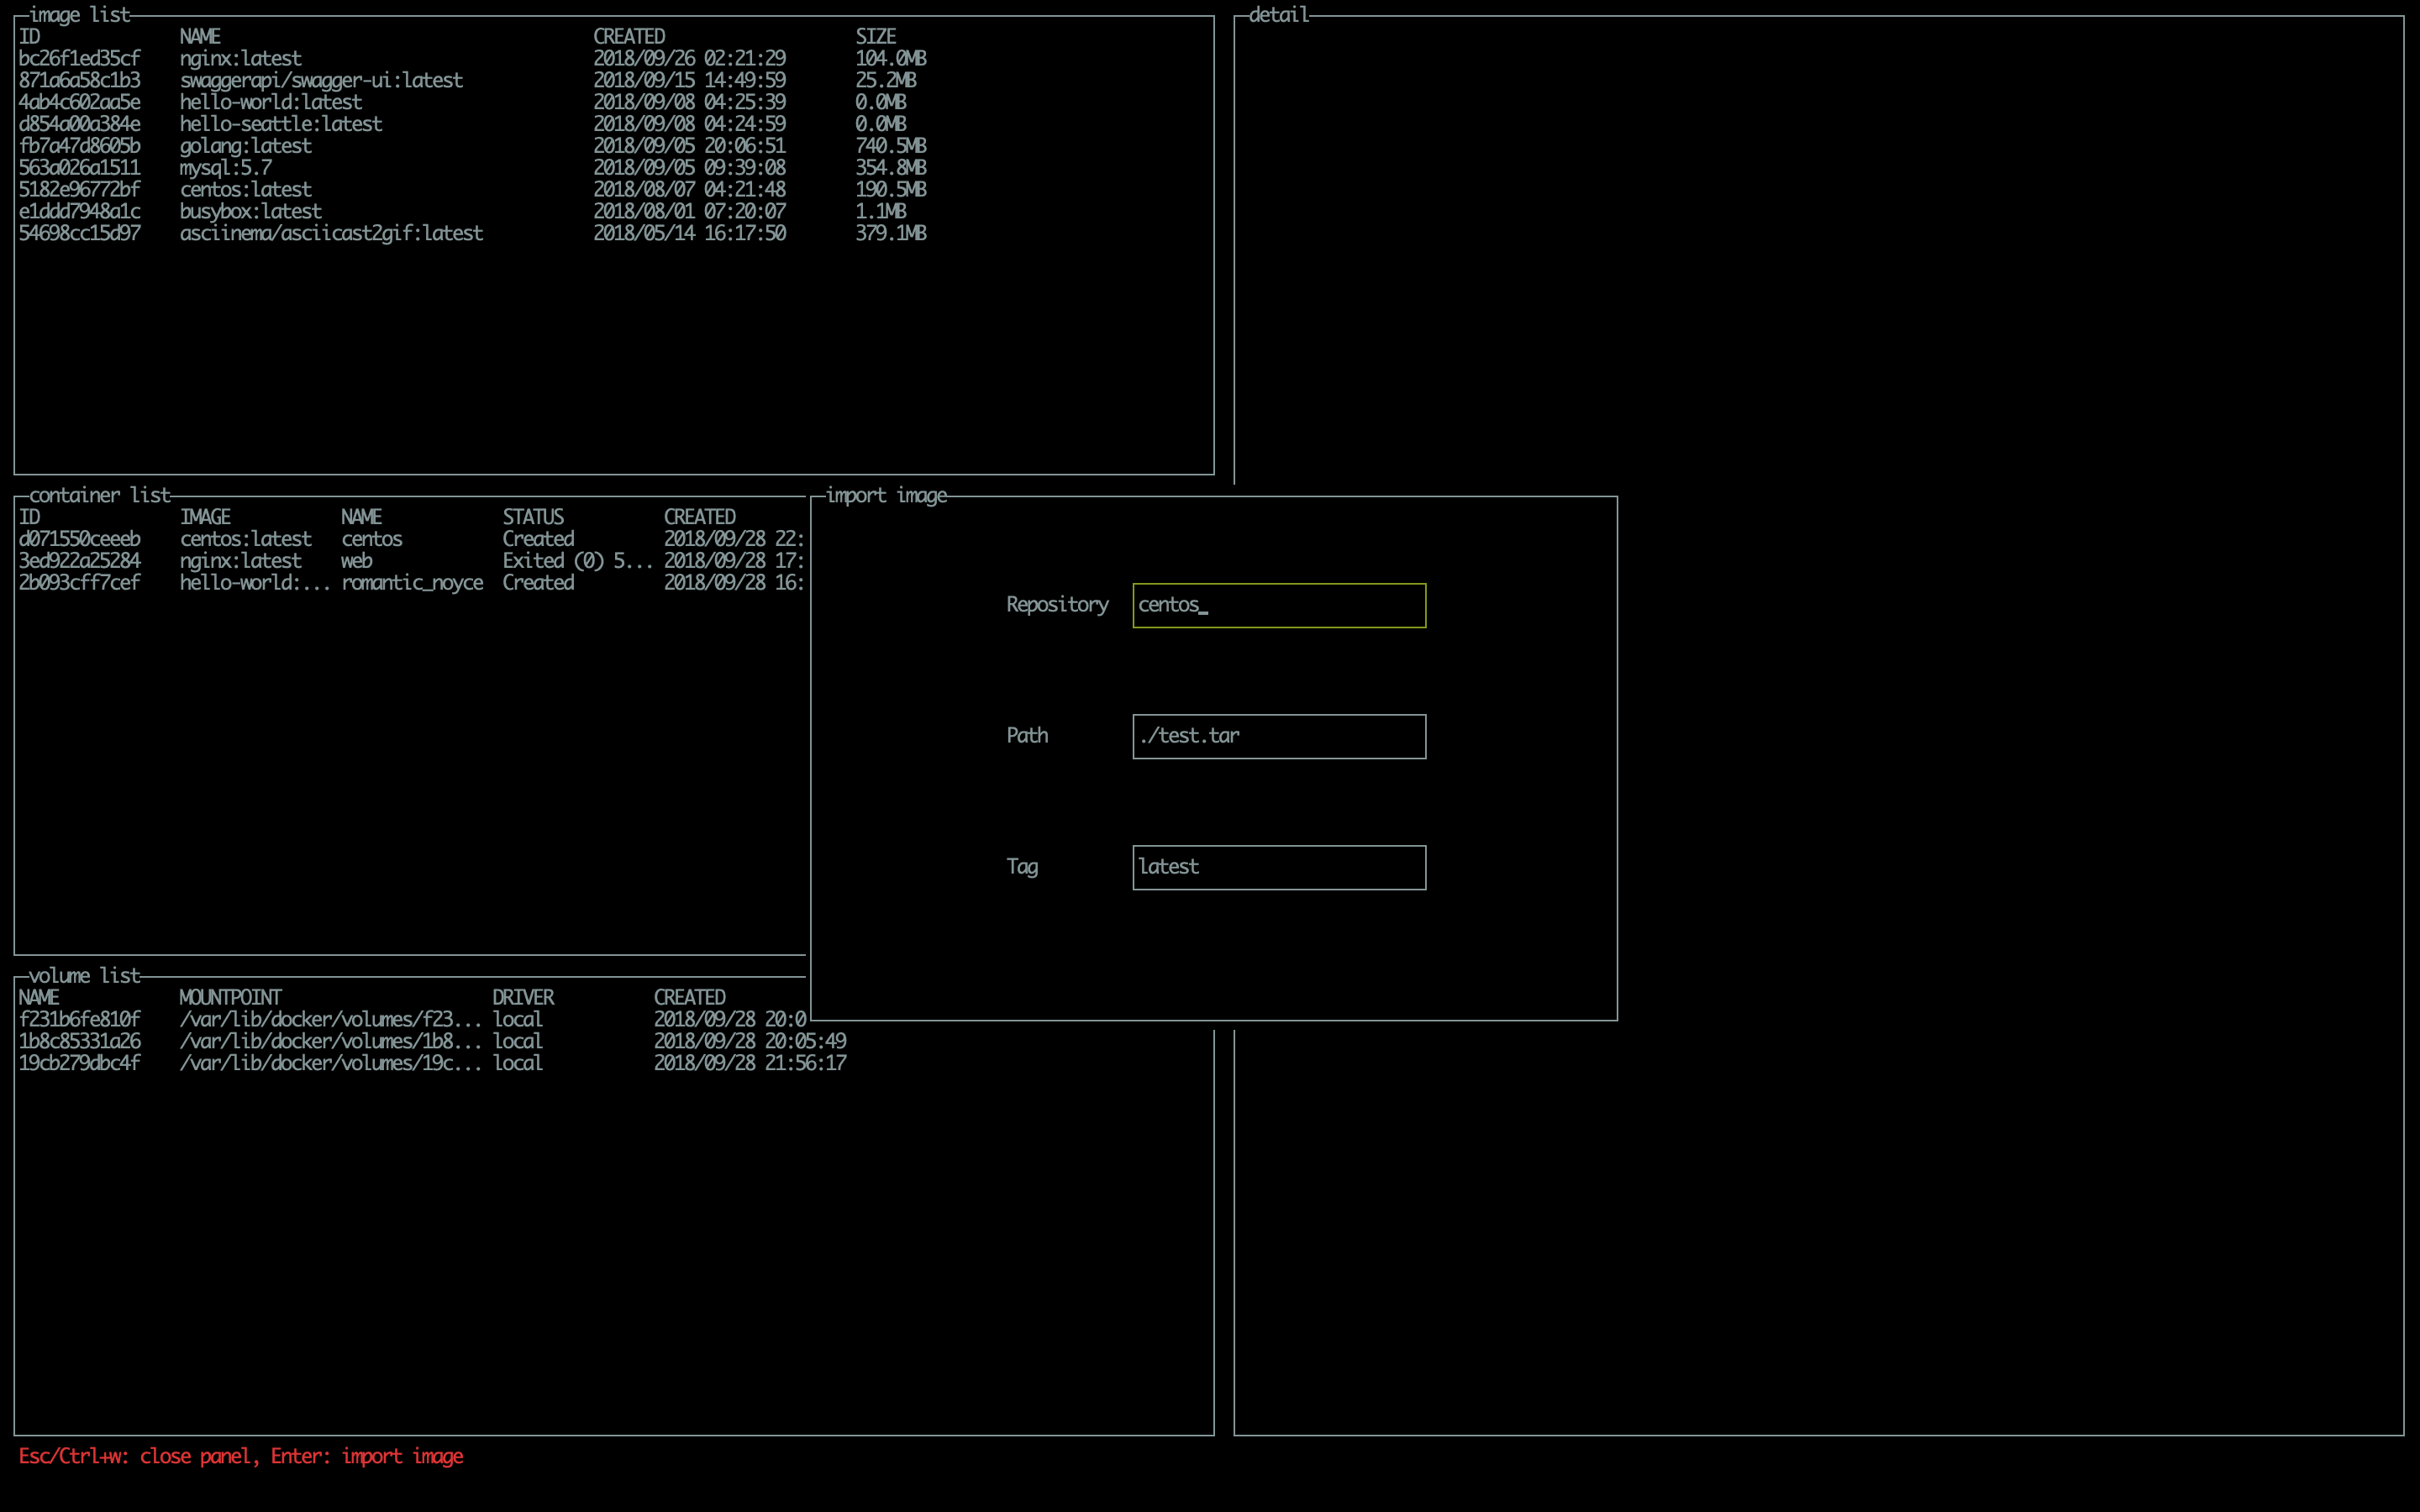 image list
ID NAME CREATED SIZE
bc26f1ed35cf nginx:latest 2018/09/26 02:21:29 104.0MB
871a6a58c1b3 swaggerapi/swagger-ui:latest 2018/09/15 14:49:59 25.2MB
4ab4c602aa5e hello-world:latest 2018/09/08 04:25:39 0.0MB
d854a00a384e hello-seattle:latest 2018/09/08 04:24:59 0.0MB
fb7a47d8605b golang:latest 2018/09/05 20:06:51 740.5MB
563a026a1511 mysql:5.7 2018/09/05 09:39:08 354.8MB
5182e96772bf centos:latest 2018/08/07 04:21:48 190.5MB
e1ddd7948a1c busybox:latest 2018/08/01 07:20:07 1.1MB
54698cc15d97 asciinema/asciicast2gif:latest 2018/05/14 16:17:50 379.1MB
detail
container list
ID IMAGE NAME STATUS CREATED
d071550ceeeb centos:latest centos Created 2018/09/28 22:
3ed922a25284 nginx:latest web Exited (0) 5... 2018/09/28 17:
2b093cff7cef hello-world:... romantic_noyce Created 2018/09/28 16:
import image
Repository centos_
Path ./test.tar
Tag latest
volume list
NAME MOUNTPOINT DRIVER CREATED
f231b6fe810f /var/lib/docker/volumes/f23... local 2018/09/28 20:0
1b8c85331a26 /var/lib/docker/volumes/1b8... local 2018/09/28 20:05:49
19cb279dbc4f /var/lib/docker/volumes/19c... local 2018/09/28 21:56:17
Esc/Ctrl+w: close panel, Enter: import image